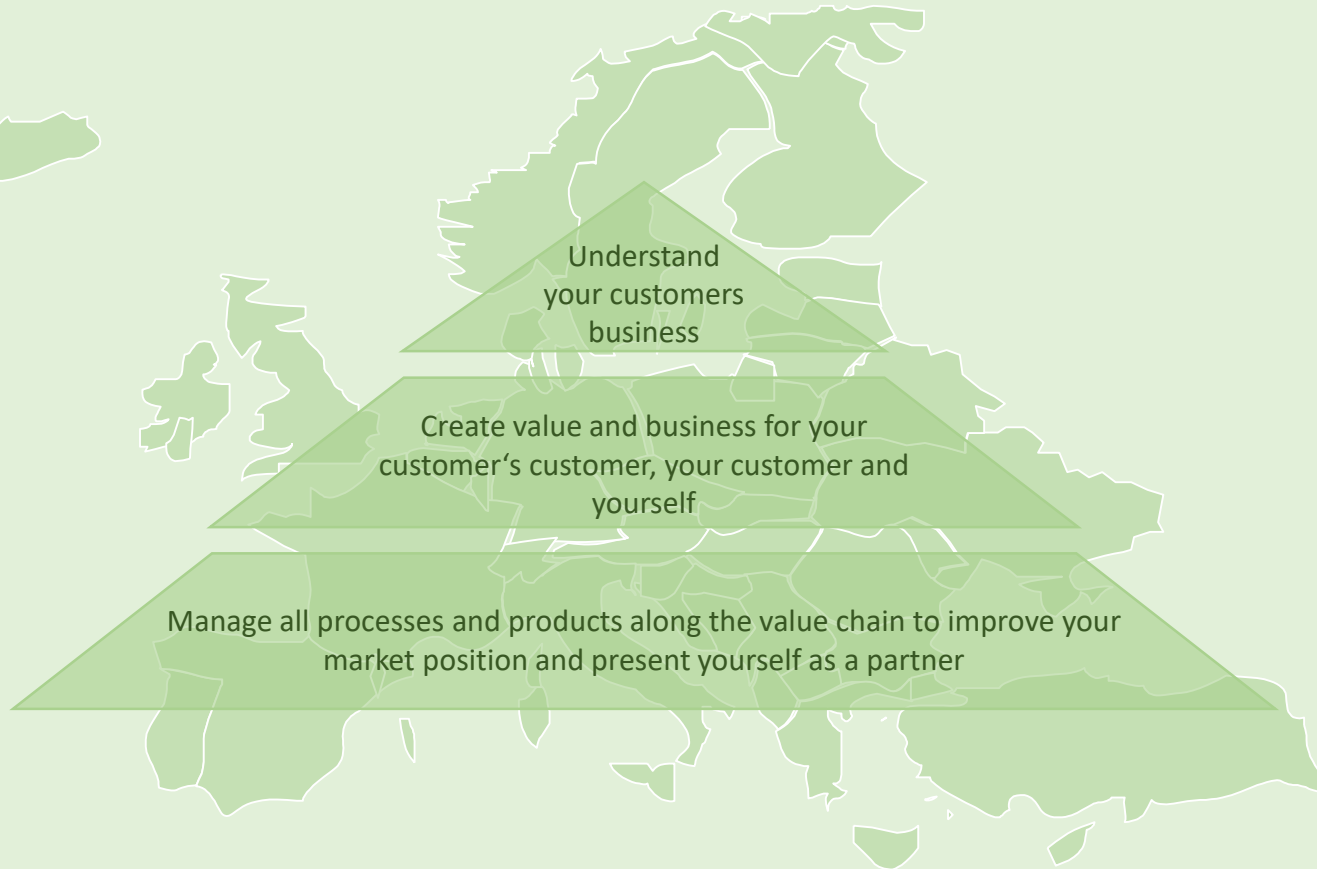 Understand
your customers
business
Create value and business for your
customer‘s customer, your customer and
yourself
Manage all processes and products along the value chain to improve your
market position and present yourself as a partner